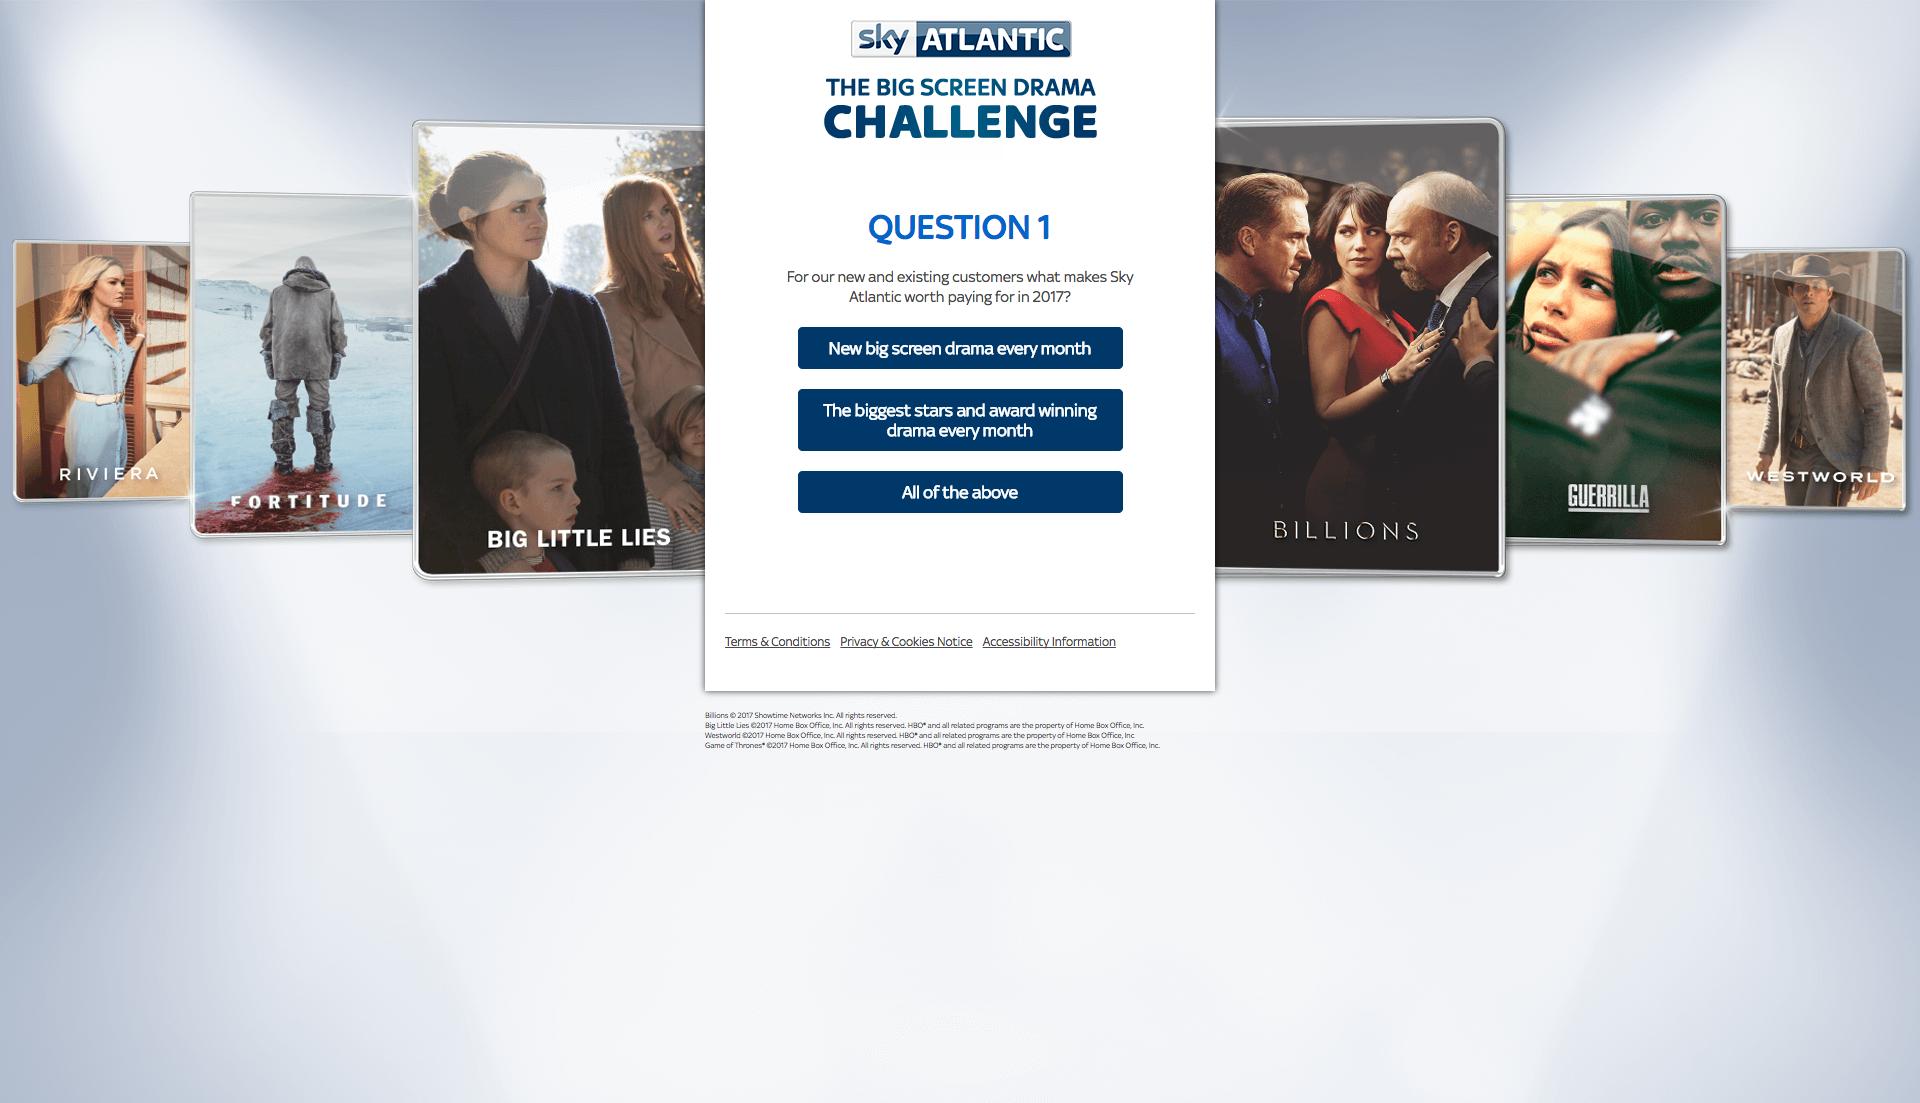 sky ATLANTIC
THE BIG SCREEN DRAMA
CHALLENGE
QUESTION 1
For our new and existing customers what makes Sky
Atlantic worth paying for in 2017?
New big screen drama every month
The biggest stars and award winning
drama every month
All of the above
RIVIERA
FORTITUDE
BIG LITTLE LIES
BILLIONS
GUERRILLA
WESTWORLD
Terms & Conditions Privacy & Cookies Notice Accessibility Information
Billions © 2017 Showtime Networks Inc. All rights reserved.
Big Little Lies ©2017 Home Box Office, Inc. All rights reserved. HBO® and all related programs are the property of Home Box Office, Inc.
Westworld ©2017 Home Box Office, Inc. All rights reserved. HBO® and all related programs are the property of Home Box Office, Inc
Game of Thrones® ©2017 Home Box Office, Inc. All rights reserved. HBO® and all related programs are the property of Home Box Office, Inc.